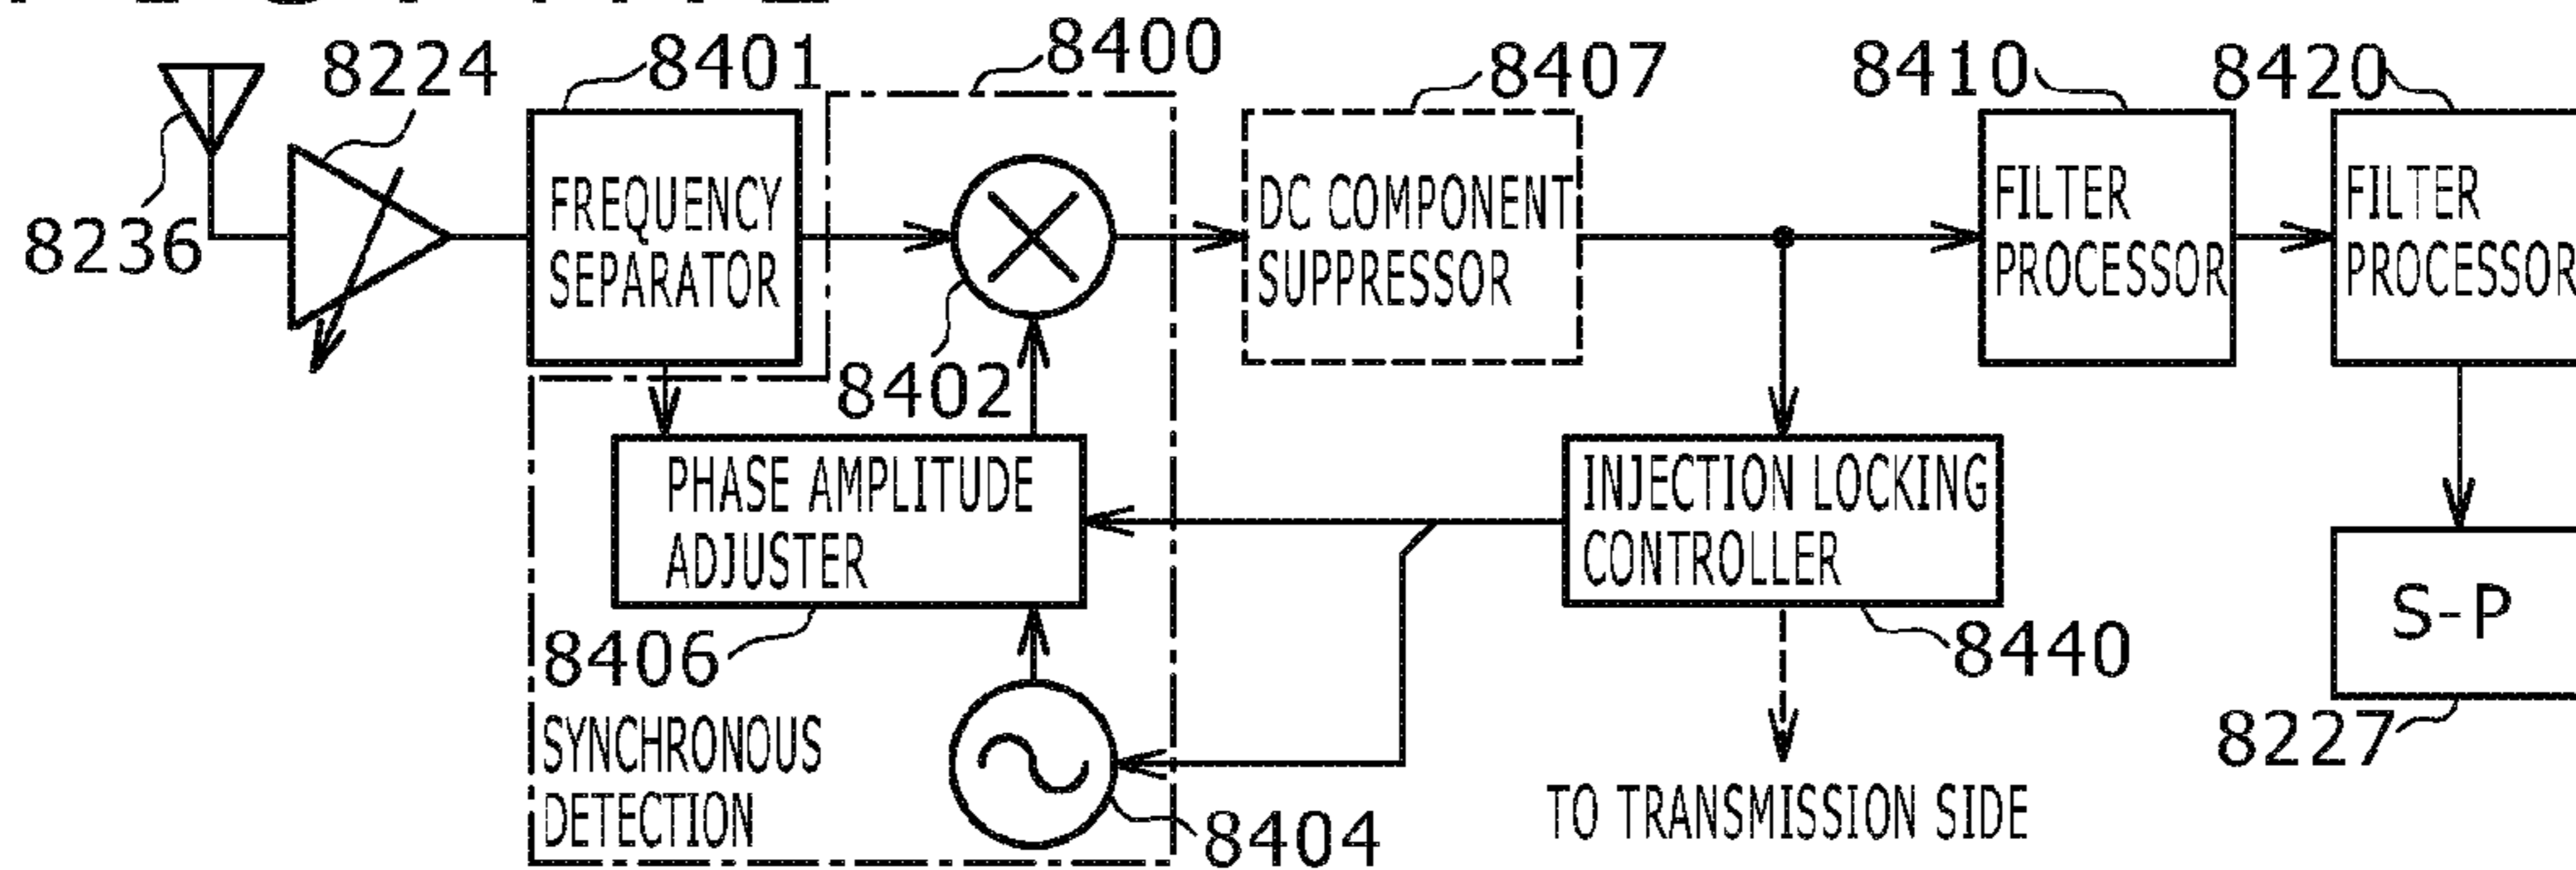 8224
8401
8400
8407
8410
8420
8236
FREQUENCY
SEPARATOR
8402
DC COMPONENT
SUPPRESSOR
FILTER
PROCESSOR
FILTER
PROCESSOR
PHASE AMPLITUDE
ADJUSTER
8406
INJECTION LOCKING
CONTROLLER
8440
S-P
8227
SYNCHRONOUS
DETECTION
8404
TO TRANSMISSION SIDE